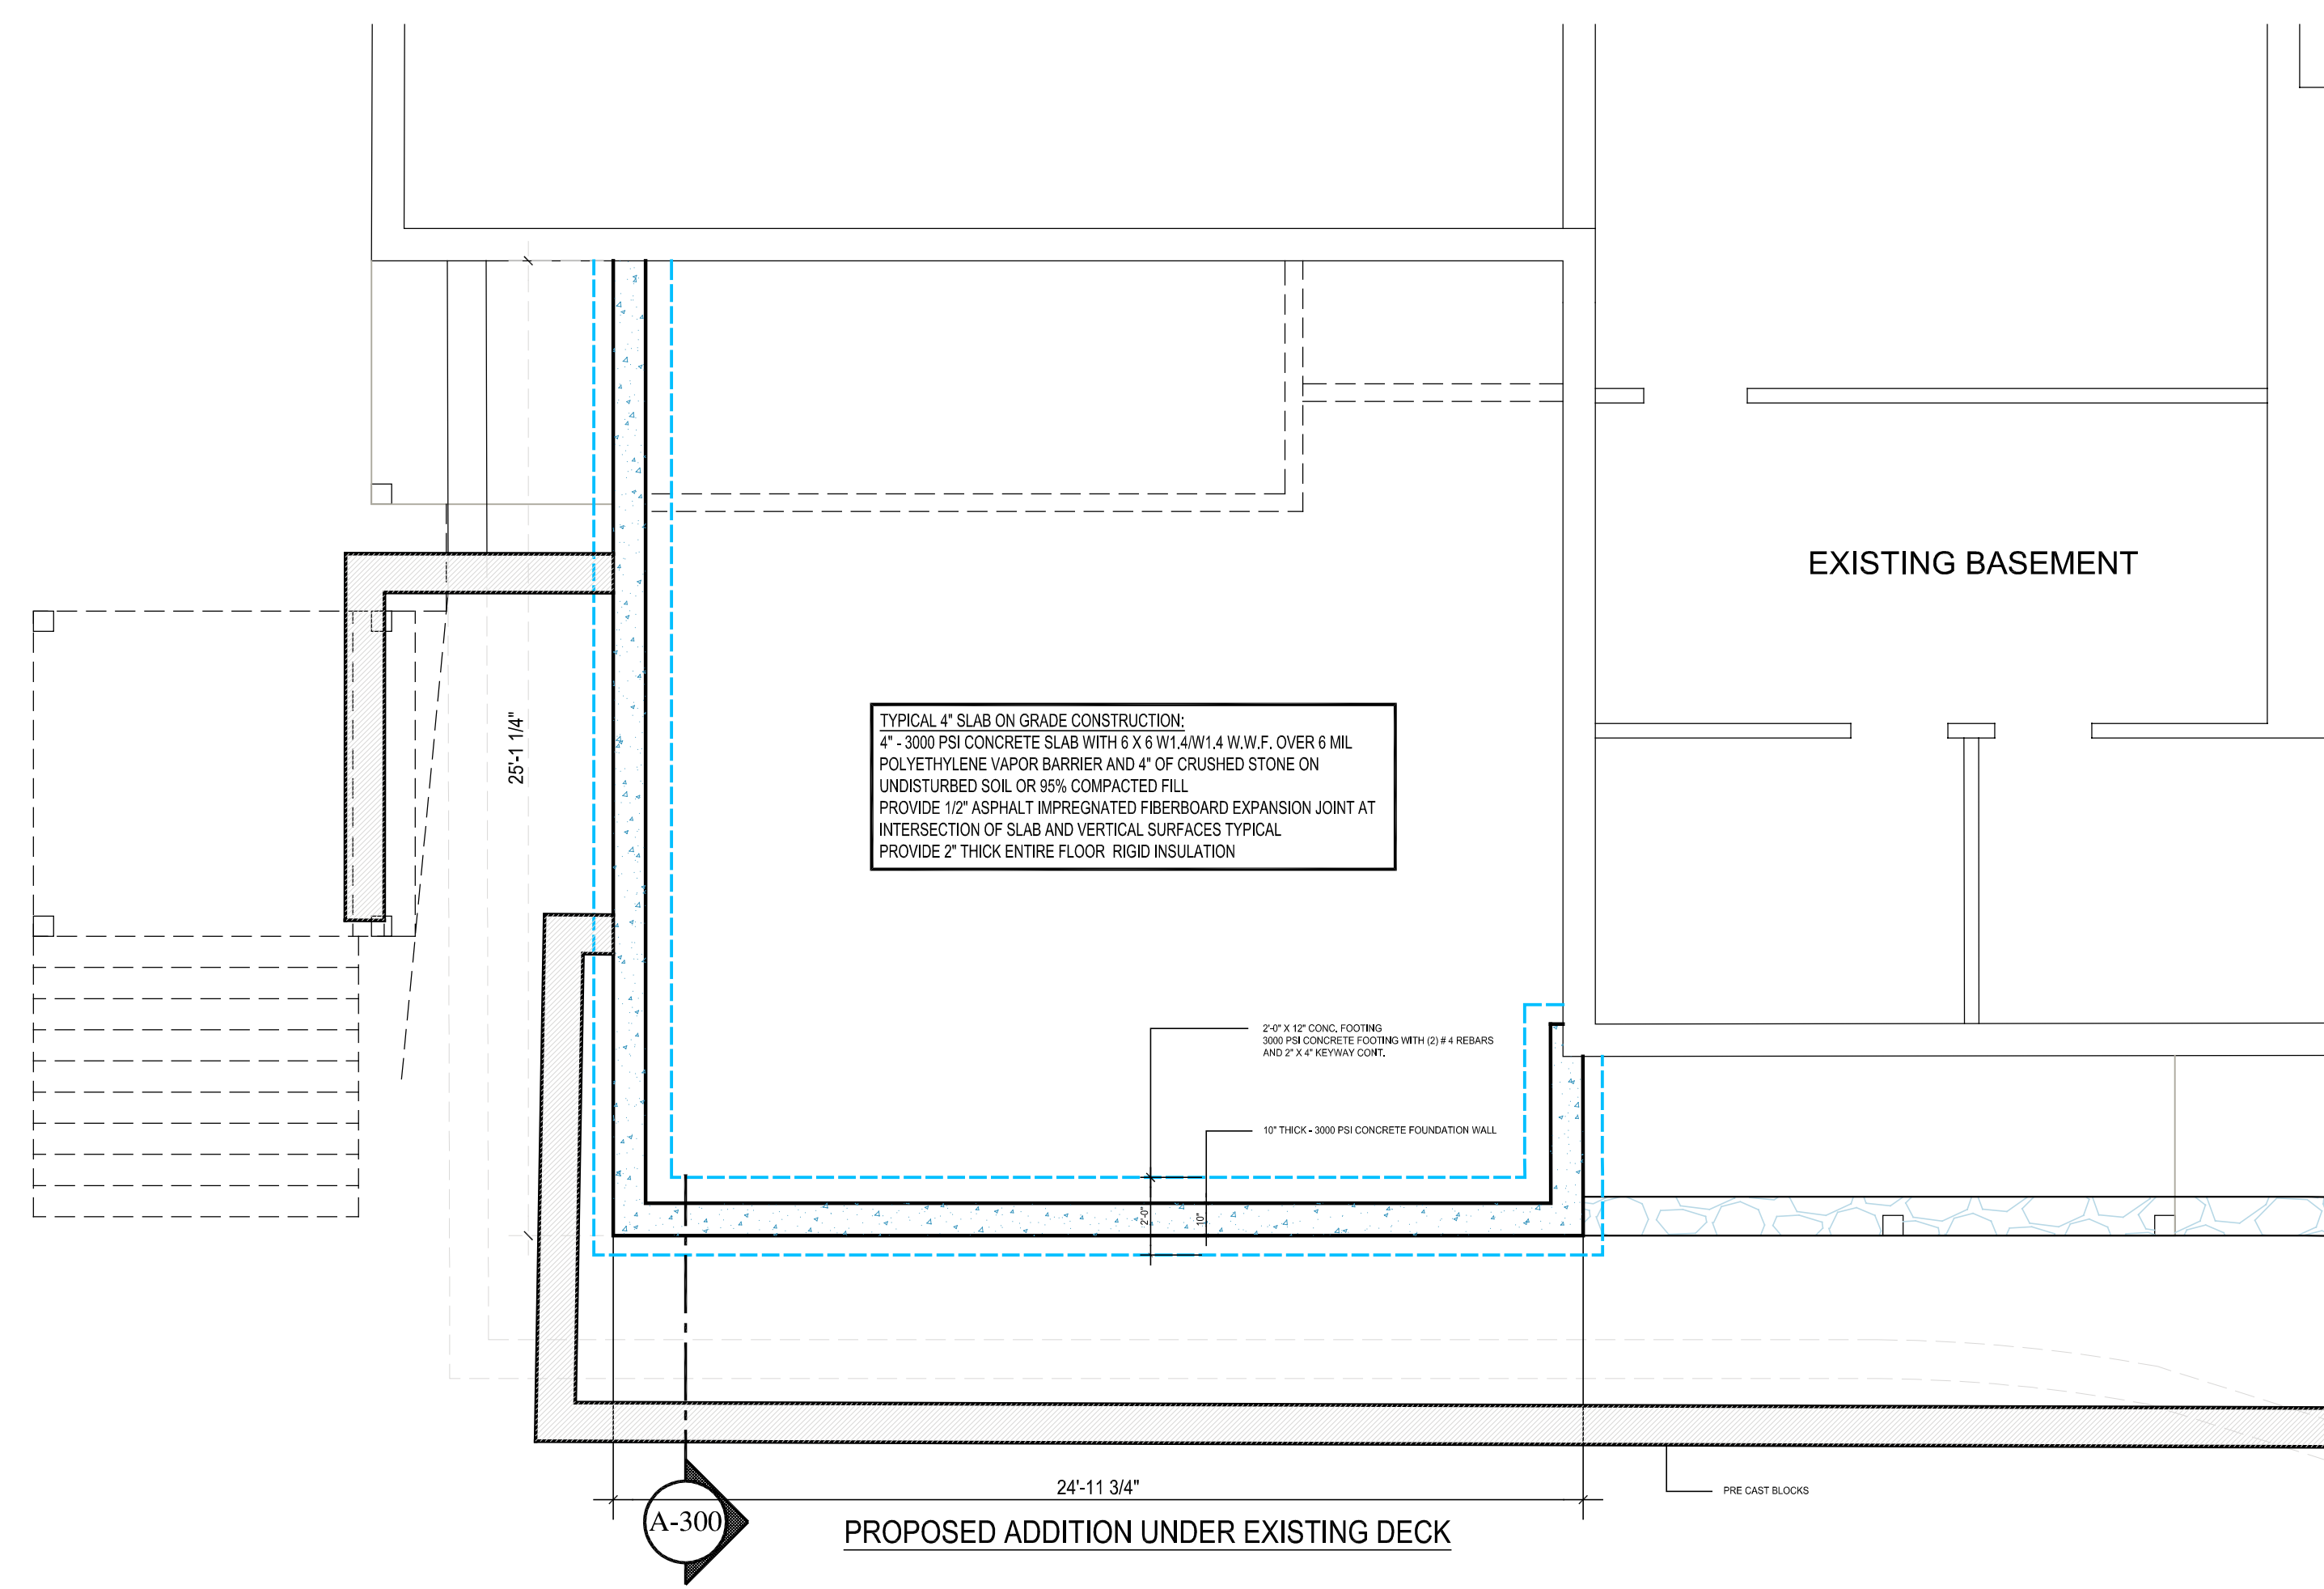 EXISTING BASEMENT
25'-1 1/4"
TYPICAL 4" SLAB ON GRADE CONSTRUCTION:
4" - 3000 PSI CONCRETE SLAB WITH 6 X 6 W1.4/W1.4 W.W.F. OVER 6 MIL
POLYETHYLENE VAPOR BARRIER AND 4" OF CRUSHED STONE ON
UNDISTURBED SOIL OR 95% COMPACTED FILL
PROVIDE 1/2" ASPHALT IMPREGNATED FIBERBOARD EXPANSION JOINT AT
INTERSECTION OF SLAB AND VERTICAL SURFACES TYPICAL
PROVIDE 2" THICK ENTIRE FLOOR RIGID INSULATION
2'-0" X 12" CONC. FOOTING
3000 PSI CONCRETE FOOTING WITH (2) # 4 REBARS
AND 2" X 4" KEYWAY CONT.
10" THICK - 3000 PSI CONCRETE FOUNDATION WALL
2'-0"
10"
24'-11 3/4"
PRE CAST BLOCKS
A-300
PROPOSED ADDITION UNDER EXISTING DECK